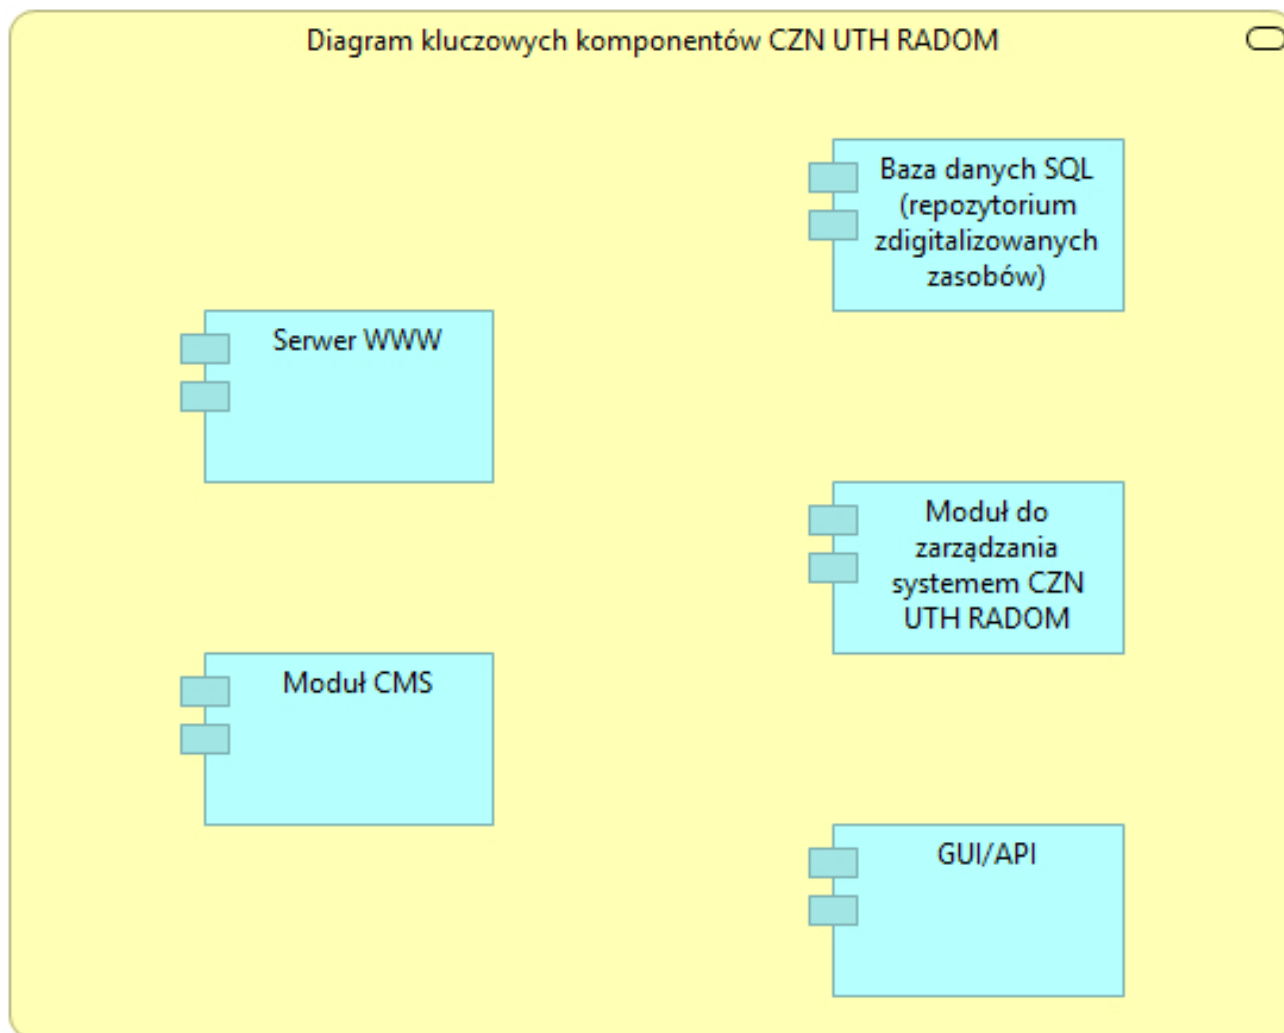 Diagram kluczowych komponentów CZN UTH RADOM
Baza danych SQL
(repozytorium
zdigitalizowanych
zasobów)
Serwer WWW
Moduł do
zarządzania
systemem CZN
UTH RADOM
Moduł CMS
GUI/API